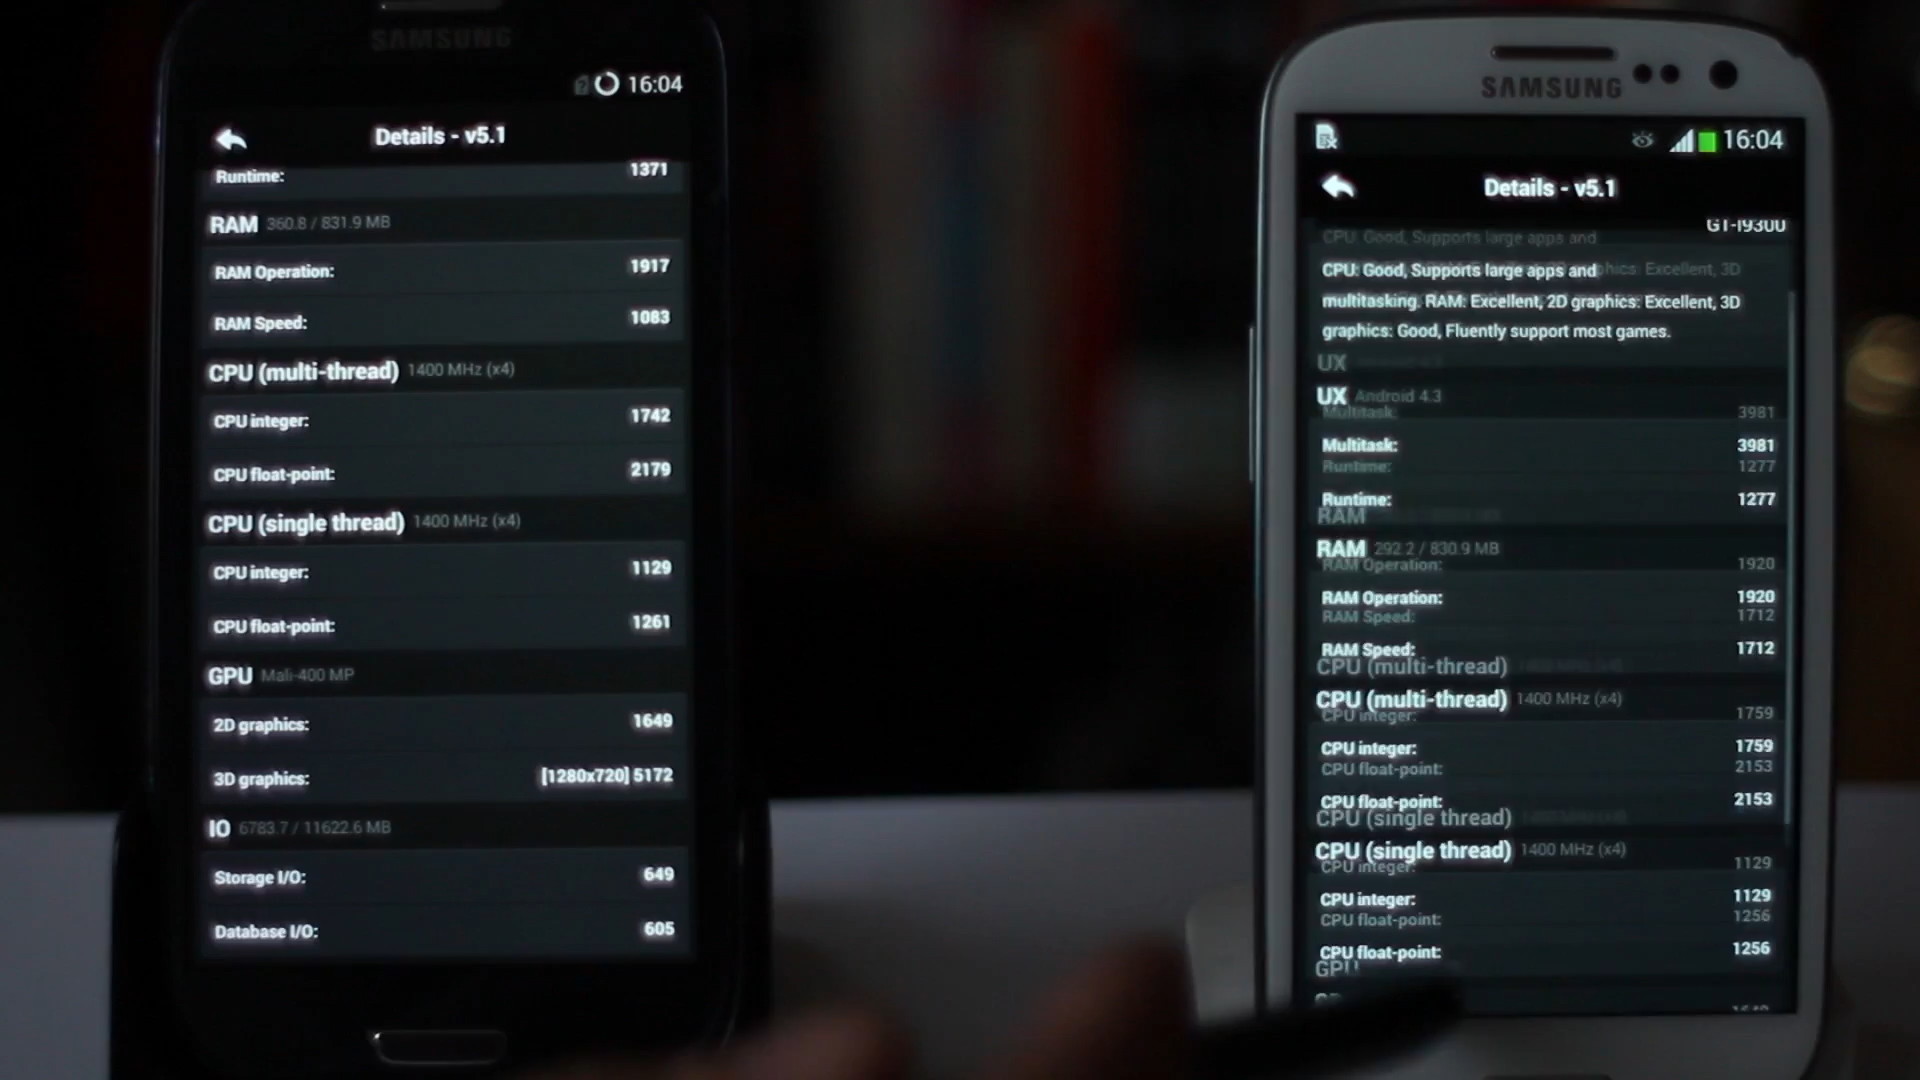 SAMSUNG
16:04
Details - v5.1
Runtime: 1371
RAM 360.8 / 831.9 MB
RAM Operation: 1917
RAM Speed: 1083
CPU (multi-thread) 1400 MHz (x4)
CPU integer: 1742
CPU float-point: 2179
CPU (single thread) 1400 MHz (x4)
CPU integer: 1129
CPU float-point: 1261
GPU Mali-400 MP
2D graphics: 1649
3D graphics: [1280x720] 5172
IO 6783.7 / 11622.6 MB
Storage I/O: 649
Database I/O: 605
SAMSUNG
16:04
Details - v5.1
GT-I9300
CPU: Good, Supports large apps and
multitasking. RAM: Excellent, 2D graphics: Excellent, 3D
graphics: Good, Fluently support most games.
UX Android 4.3
Multitask: 3981
Runtime: 1277
RAM 292.2 / 830.9 MB
RAM Operation: 1920
RAM Speed: 1712
CPU (multi-thread) 1400 MHz (x4)
CPU integer: 1759
CPU float-point: 2153
CPU (single thread) 1400 MHz (x4)
CPU integer: 1129
CPU float-point: 1256
GPU